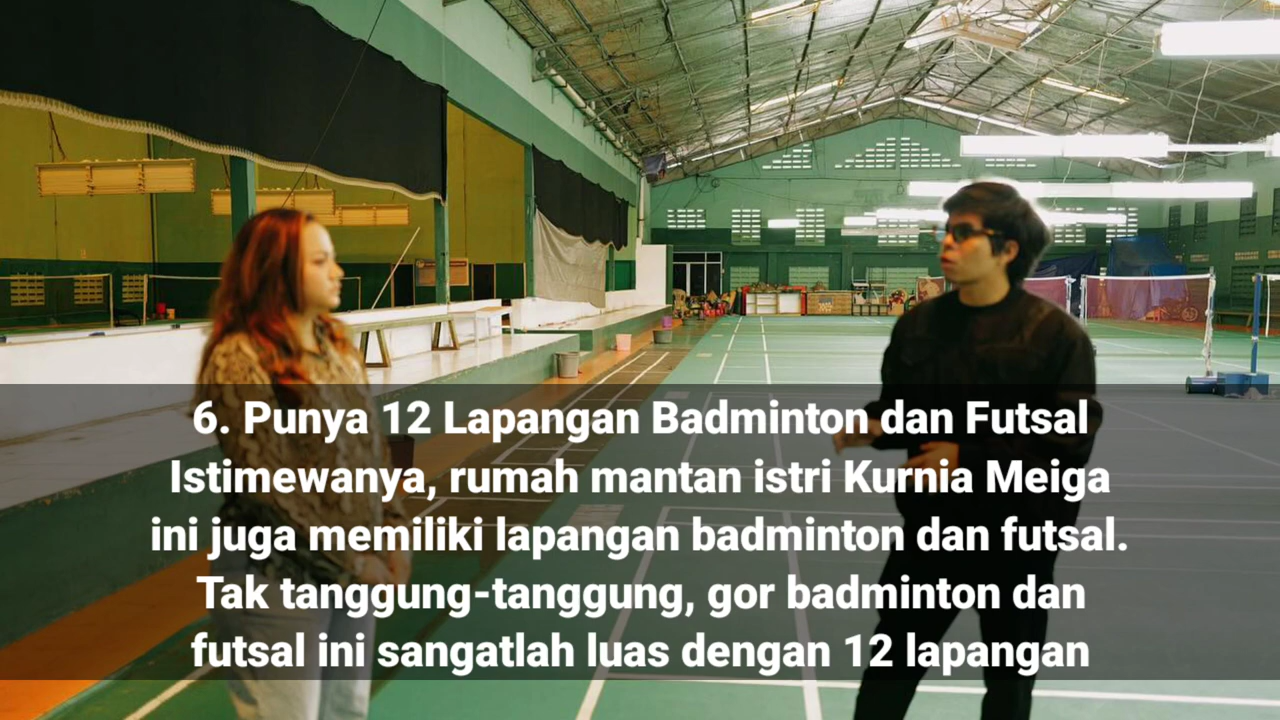 6. Punya 12 Lapangan Badminton dan Futsal
Istimewanya, rumah mantan istri Kurnia Meiga
ini juga memiliki lapangan badminton dan futsal.
Tak tanggung-tanggung, gor badminton dan
futsal ini sangatlah luas dengan 12 lapangan